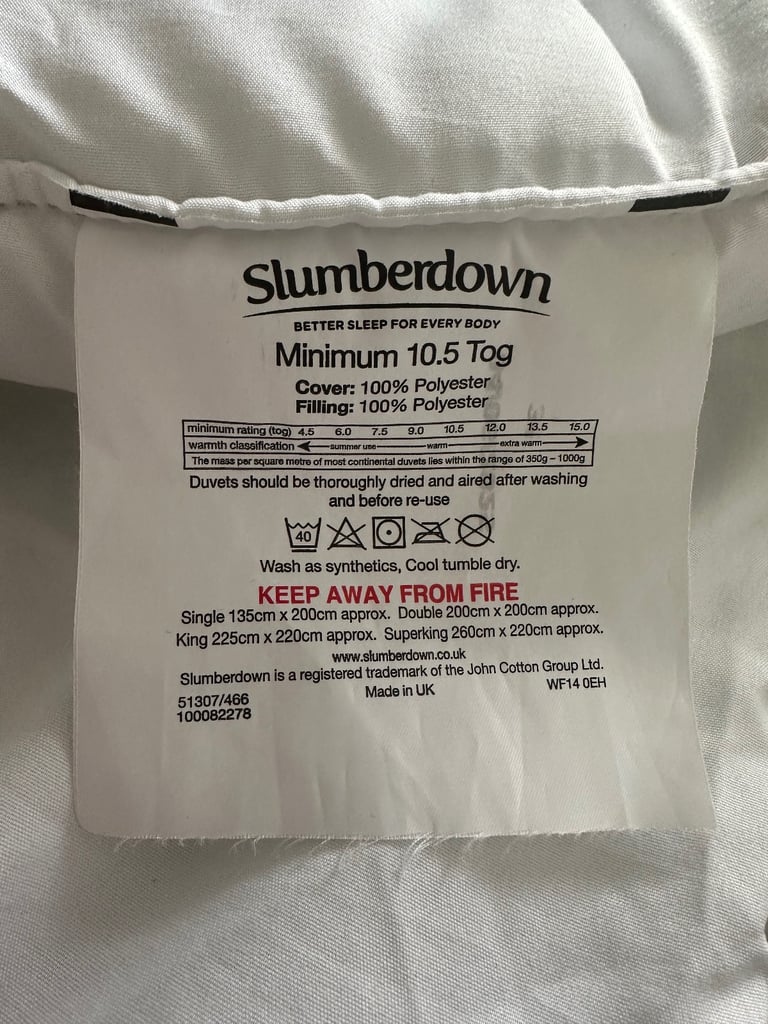 Slumberdown
BETTER SLEEP FOR EVERY BODY
Minimum 10.5 Tog
Cover: 100% Polyester
Filling: 100% Polyester
minimum rating (tog) 4.5 6.0 7.5 9.0 10.5 12.0 13.5 15.0
warmth classification summer use warm extra warm
The mass per square metre of most continental duvets lies within the range of 350g – 1000g
Duvets should be thoroughly dried and aired after washing
and before re-use
40
Wash as synthetics, Cool tumble dry.
KEEP AWAY FROM FIRE
Single 135cm x 200cm approx. Double 200cm x 200cm approx.
King 225cm x 220cm approx. Superking 260cm x 220cm approx.
www.slumberdown.co.uk
Slumberdown is a registered trademark of the John Cotton Group Ltd.
51307/466 Made in UK WF14 0EH
100082278